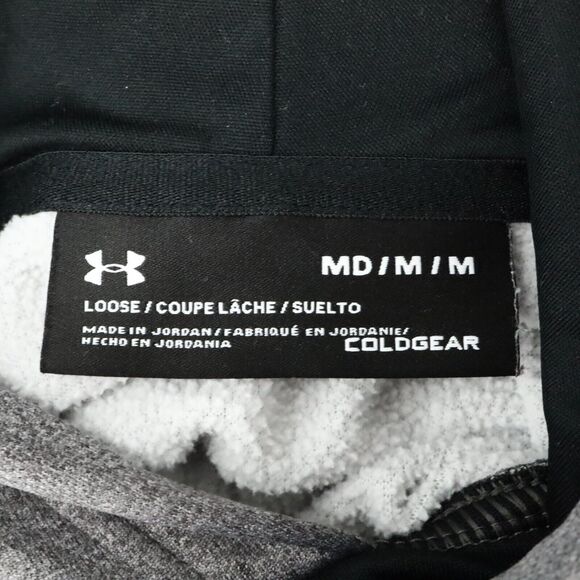 MD/M/M
LOOSE/COUPE LÂCHE/SUELTO
MADE IN JORDAN/FABRIQUÉ EN JORDANIE/
HECHO EN JORDANIA
COLDGEAR